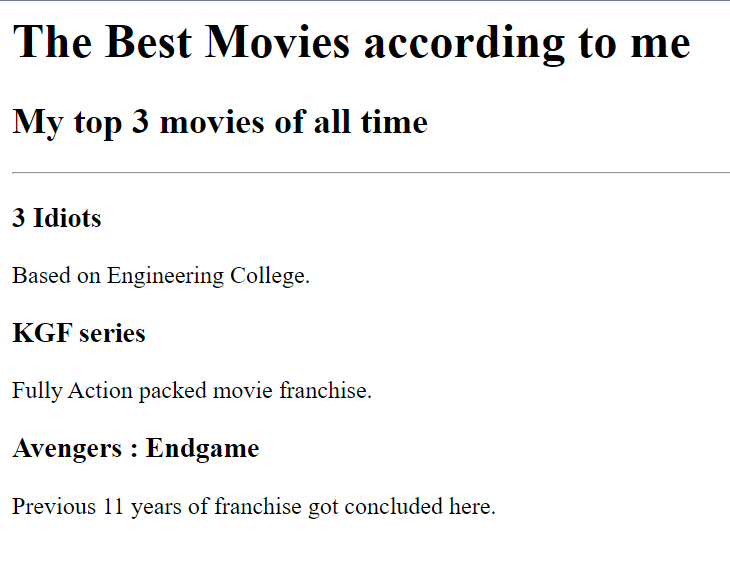 The Best Movies according to me
My top 3 movies of all time
3 Idiots
Based on Engineering College.
KGF series
Fully Action packed movie franchise.
Avengers : Endgame
Previous 11 years of franchise got concluded here.